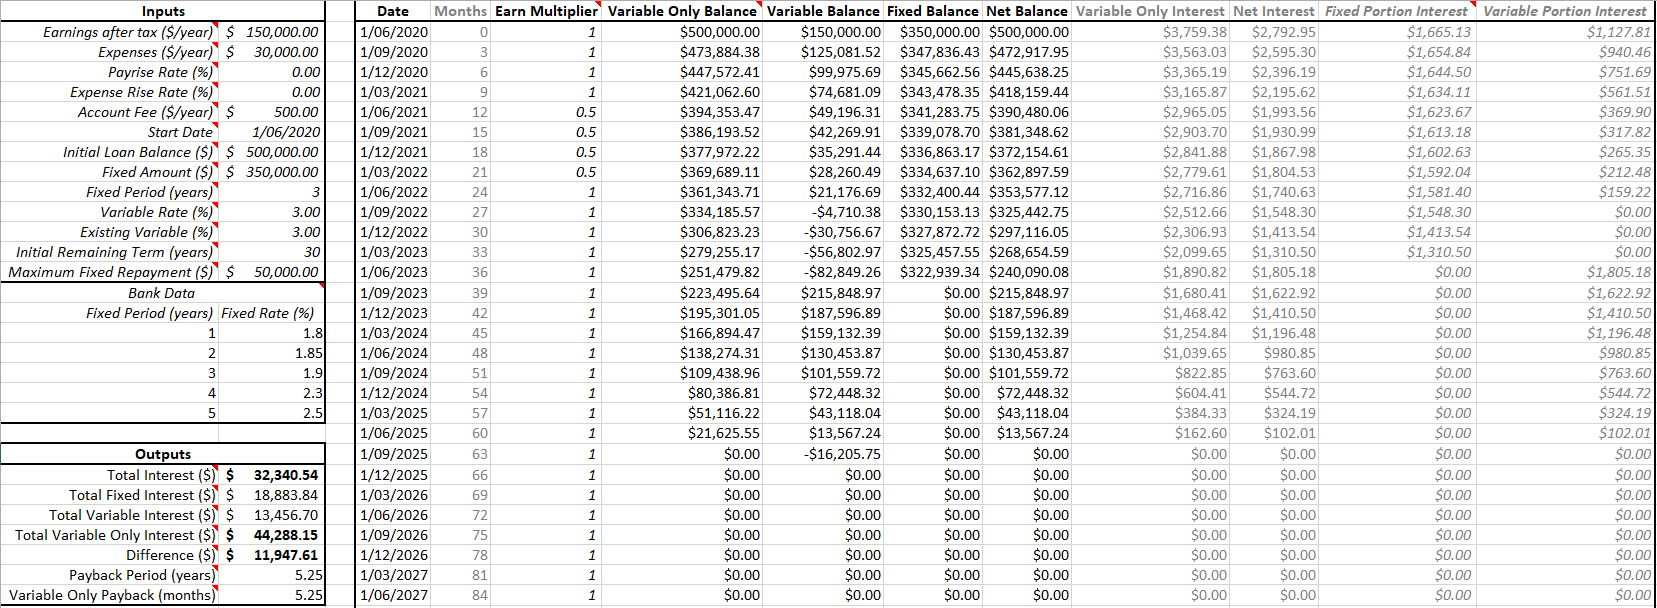 Inputs Date Months Earn Multiplier Variable Only Balance Variable Balance Fixed Balance Net Balance Variable Only Interest Net Interest Fixed Portion Interest Variable Portion Interest
Earnings after tax ($/year) $ 150,000.00 1/06/2020 0 1 $500,000.00 $150,000.00 $350,000.00 $500,000.00 $3,759.38 $2,792.95 $1,665.13 $1,127.81
Expenses ($/year) $ 30,000.00 1/09/2020 3 1 $473,884.38 $125,081.52 $347,836.43 $472,917.95 $3,563.03 $2,595.30 $1,654.84 $940.46
Payrise Rate (%) 0.00 1/12/2020 6 1 $447,572.41 $99,975.69 $345,662.56 $445,638.25 $3,365.19 $2,396.19 $1,644.50 $751.69
Expense Rise Rate (%) 0.00 1/03/2021 9 1 $421,062.60 $74,681.09 $343,478.35 $418,159.44 $3,165.87 $2,195.62 $1,634.11 $561.51
Account Fee ($/year) $ 500.00 1/06/2021 12 0.5 $394,353.47 $49,196.31 $341,283.75 $390,480.06 $2,965.05 $1,993.56 $1,623.67 $369.90
Start Date 1/06/2020 1/09/2021 15 0.5 $386,193.52 $42,269.91 $339,078.70 $381,348.62 $2,903.70 $1,930.99 $1,613.18 $317.82
Initial Loan Balance ($) $ 500,000.00 1/12/2021 18 0.5 $377,972.22 $35,291.44 $336,863.17 $372,154.61 $2,841.88 $1,867.98 $1,602.63 $265.35
Fixed Amount ($) $ 350,000.00 1/03/2022 21 0.5 $369,689.11 $28,260.49 $334,637.10 $362,897.59 $2,779.61 $1,804.53 $1,592.04 $212.48
Fixed Period (years) 3 1/06/2022 24 1 $361,343.71 $21,176.69 $332,400.44 $353,577.12 $2,716.86 $1,740.63 $1,581.40 $159.22
Variable Rate (%) 3.00 1/09/2022 27 1 $334,185.57 -$4,710.38 $330,153.13 $325,442.75 $2,512.66 $1,548.30 $1,548.30 $0.00
Existing Variable (%) 3.00 1/12/2022 30 1 $306,823.23 -$30,756.67 $327,872.72 $297,116.05 $2,306.93 $1,413.54 $1,413.54 $0.00
Initial Remaining Term (years) 30 1/03/2023 33 1 $279,255.17 -$56,802.97 $325,457.55 $268,654.59 $2,099.65 $1,310.50 $1,310.50 $0.00
Maximum Fixed Repayment ($) $ 50,000.00 1/06/2023 36 1 $251,479.82 -$82,849.26 $322,939.34 $240,090.08 $1,890.82 $1,805.18 $0.00 $1,805.18
Bank Data 1/09/2023 39 1 $223,495.64 $215,848.97 $0.00 $215,848.97 $1,680.41 $1,622.92 $0.00 $1,622.92
Fixed Period (years) Fixed Rate (%) 1/12/2023 42 1 $195,301.05 $187,596.89 $0.00 $187,596.89 $1,468.42 $1,410.50 $0.00 $1,410.50
1 1.8 1/03/2024 45 1 $166,894.47 $159,132.39 $0.00 $159,132.39 $1,254.84 $1,196.48 $0.00 $1,196.48
2 1.85 1/06/2024 48 1 $138,274.31 $130,453.87 $0.00 $130,453.87 $1,039.65 $980.85 $0.00 $980.85
3 1.9 1/09/2024 51 1 $109,438.96 $101,559.72 $0.00 $101,559.72 $822.85 $763.60 $0.00 $763.60
4 2.3 1/12/2024 54 1 $80,386.81 $72,448.32 $0.00 $72,448.32 $604.41 $544.72 $0.00 $544.72
5 2.5 1/03/2025 57 1 $51,116.22 $43,118.04 $0.00 $43,118.04 $384.33 $324.19 $0.00 $324.19
1/06/2025 60 1 $21,625.55 $13,567.24 $0.00 $13,567.24 $162.60 $102.01 $0.00 $102.01
Outputs 1/09/2025 63 1 $0.00 -$16,205.75 $0.00 $0.00 $0.00 $0.00 $0.00 $0.00
Total Interest ($) $ 32,340.54 1/12/2025 66 1 $0.00 $0.00 $0.00 $0.00 $0.00 $0.00 $0.00 $0.00
Total Fixed Interest ($) $ 18,883.84 1/03/2026 69 1 $0.00 $0.00 $0.00 $0.00 $0.00 $0.00 $0.00 $0.00
Total Variable Interest ($) $ 13,456.70 1/06/2026 72 1 $0.00 $0.00 $0.00 $0.00 $0.00 $0.00 $0.00 $0.00
Total Variable Only Interest ($) $ 44,288.15 1/09/2026 75 1 $0.00 $0.00 $0.00 $0.00 $0.00 $0.00 $0.00 $0.00
Difference ($) $ 11,947.61 1/12/2026 78 1 $0.00 $0.00 $0.00 $0.00 $0.00 $0.00 $0.00 $0.00
Payback Period (years) 5.25 1/03/2027 81 1 $0.00 $0.00 $0.00 $0.00 $0.00 $0.00 $0.00 $0.00
Variable Only Payback (months) 5.25 1/06/2027 84 1 $0.00 $0.00 $0.00 $0.00 $0.00 $0.00 $0.00 $0.00